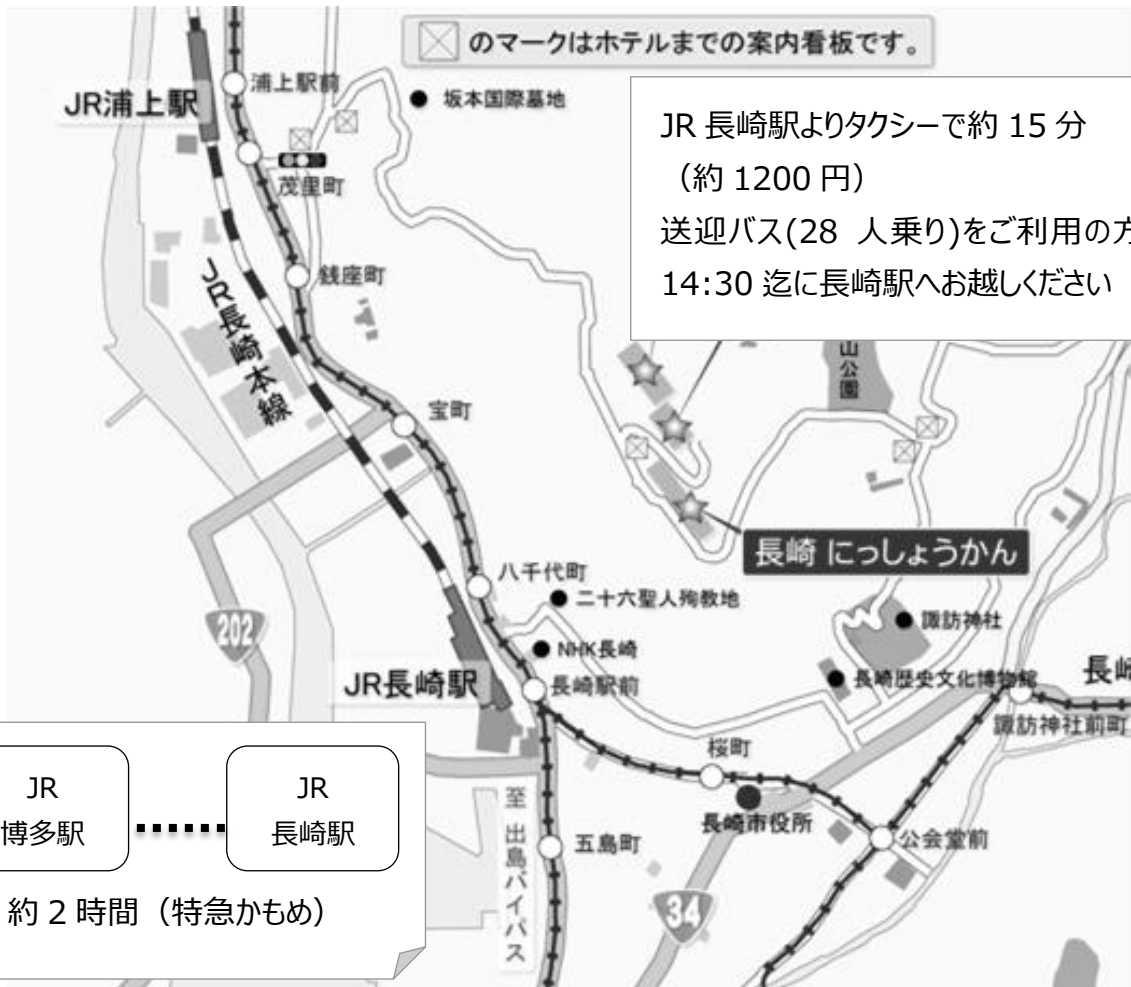 のマークはホテルまでの案内看板です。
JR浦上駅
浦上駅前
坂本国際墓地
茂里町
銭座町
JR長崎本線
宝町
JR 長崎駅よりタクシーで約 15 分
（約 1200 円）
送迎バス(28 人乗り)をご利用の方
14:30 迄に長崎駅へお越しください
山公園
長崎 にっしょうかん
八千代町
二十六聖人殉教地
202
NHK長崎
諏訪神社
JR長崎駅
長崎駅前
長崎歴史文化博物館
長崎
諏訪神社前町
桜町
長崎市役所
公会堂前
至 出島バイパス
五島町
34
JR
博多駅
JR
長崎駅
約 2 時間（特急かもめ）